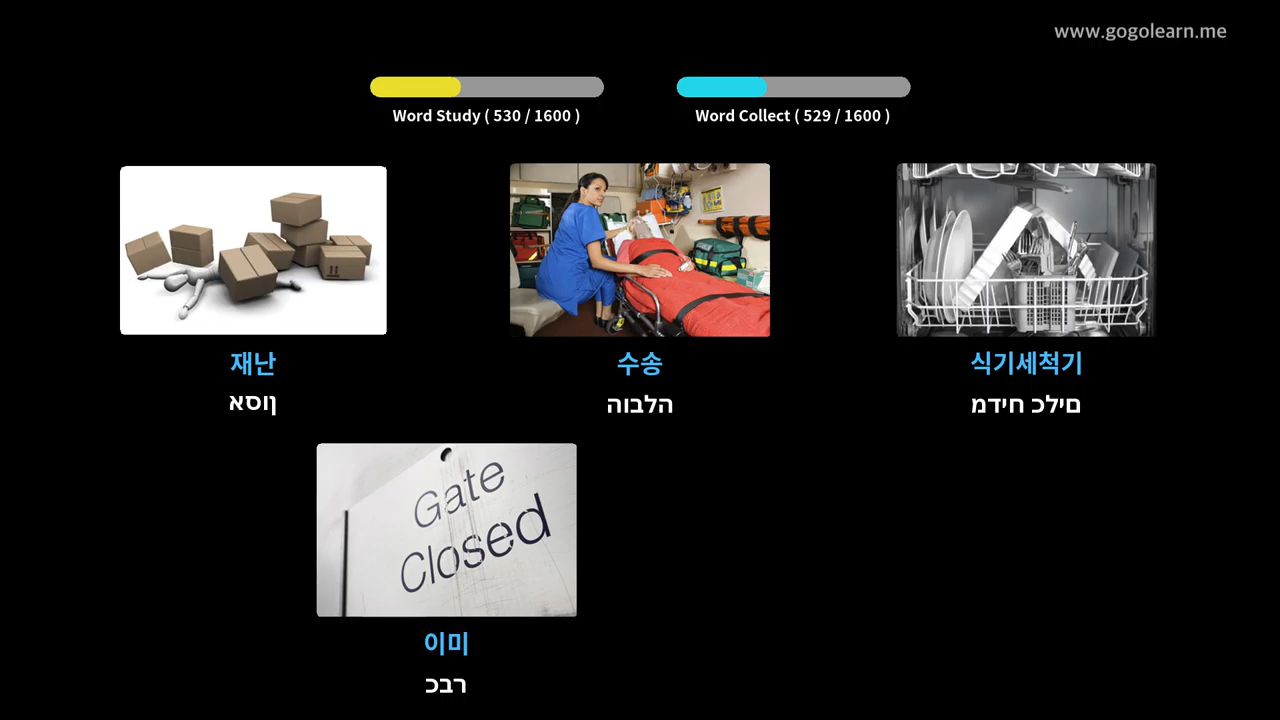 www.gogolearn.me
Word Study ( 530 / 1600 )
Word Collect ( 529 / 1600 )
재난
אסון
수송
הובלה
식기세척기
מדיח כלים
Gate
Closed
이미
כבר